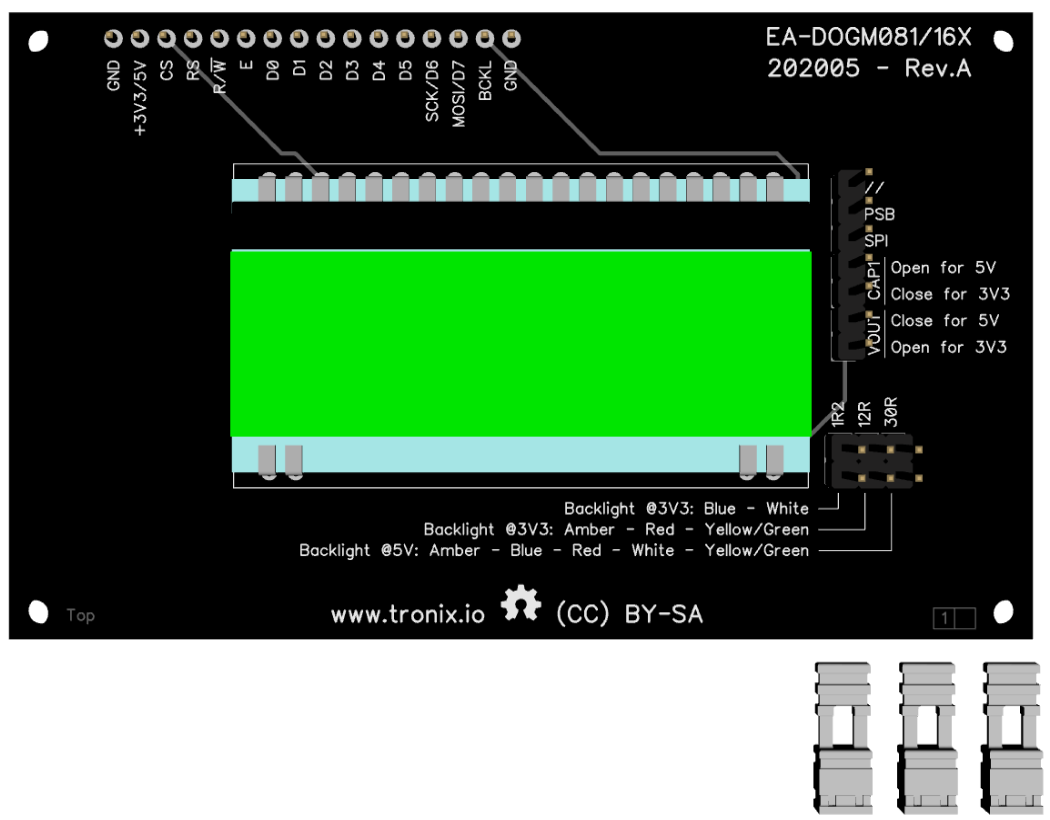 EA-DOGM081/16X
202005 - Rev.A
GND
+3V3/5V
CS
RS
R/W
E
D0
D1
D2
D3
D4
D5
SCK/D6
MOSI/D7
BCKL
GND
//
PSB
SPI
CAP1
Open for 5V
Close for 3V3
VOUT
Close for 5V
Open for 3V3
1R2
12R
30R
Backlight @3V3: Blue - White
Backlight @3V3: Amber - Red - Yellow/Green
Backlight @5V: Amber - Blue - Red - White - Yellow/Green
Top
www.tronix.io
(CC) BY-SA
1